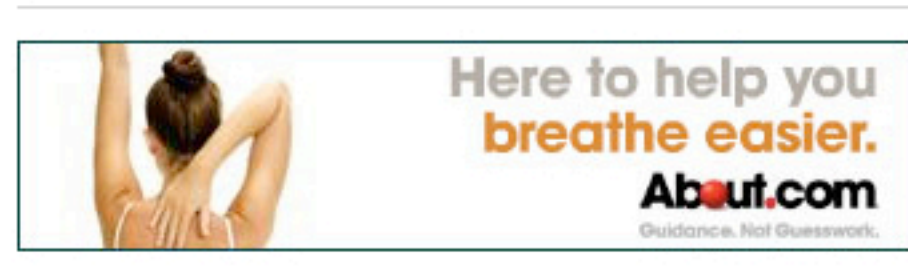 Here to help you
breathe easier.
About.com
Guidance. Not Guesswork.